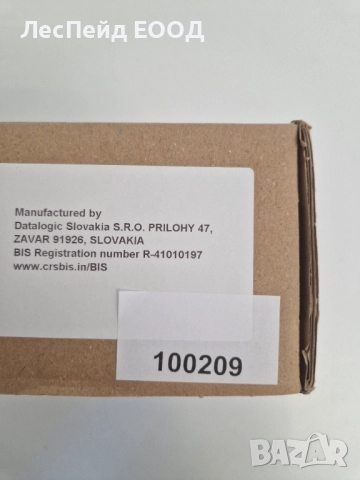 ЛесПейд ЕООД
Manufactured by
Datalogic Slovakia S.R.O. PRILOHY 47,
ZAVAR 91926, SLOVAKIA
BIS Registration number R-41010197
www.crsbis.in/BIS
100209
BAZAR